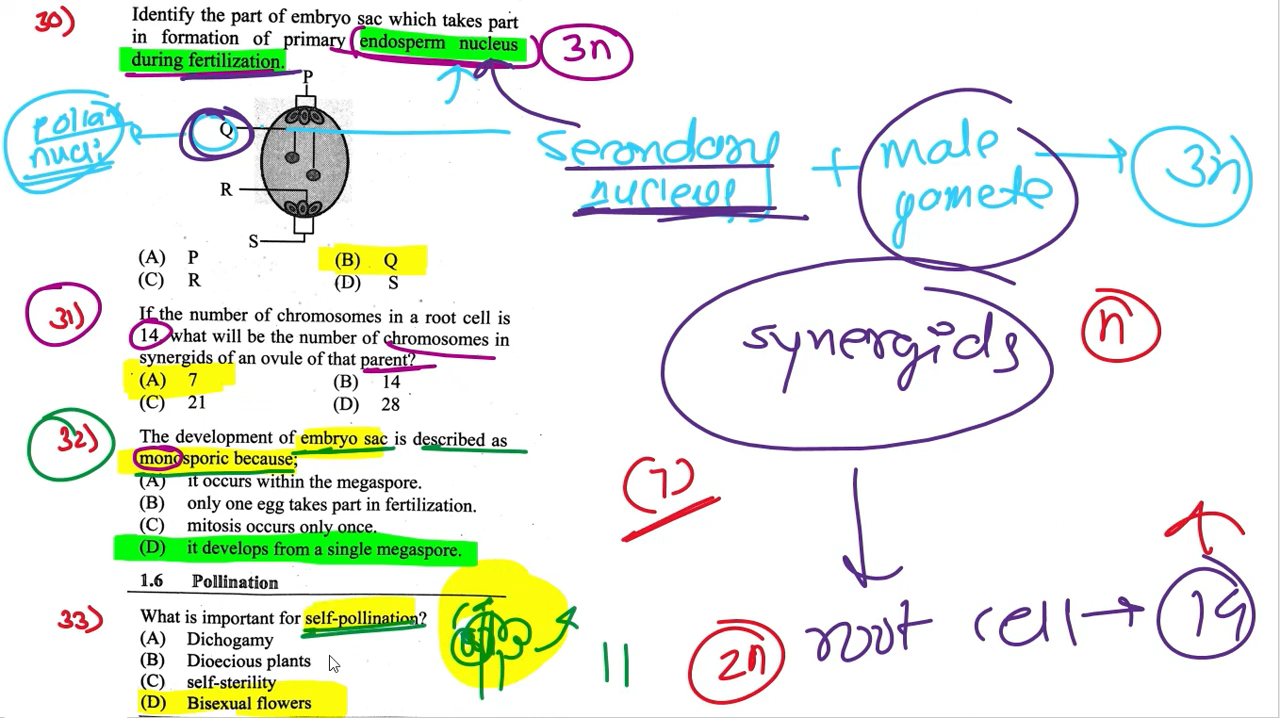 30)
Identify the part of embryo sac which takes part
in formation of primary endosperm nucleus
during fertilization.
3n
P
Q
R
S
pollar
nuclei
Secondary
nucleus
+
male
gamete
3n
(A) P
(B) Q
(C) R
(D) S
31)
If the number of chromosomes in a root cell is
14 what will be the number of chromosomes in
synergids of an ovule of that parent?
(A) 7
(B) 14
(C) 21
(D) 28
synergids
n
32)
The development of embryo sac is described as
monosporic because;
(A) it occurs within the megaspore.
(B) only one egg takes part in fertilization.
(C) mitosis occurs only once.
(D) it develops from a single megaspore.
(7)
1.6 Pollination
33)
What is important for self-pollination?
(A) Dichogamy
(B) Dioecious plants
(C) self-sterility
(D) Bisexual flowers
2n
root cell
14